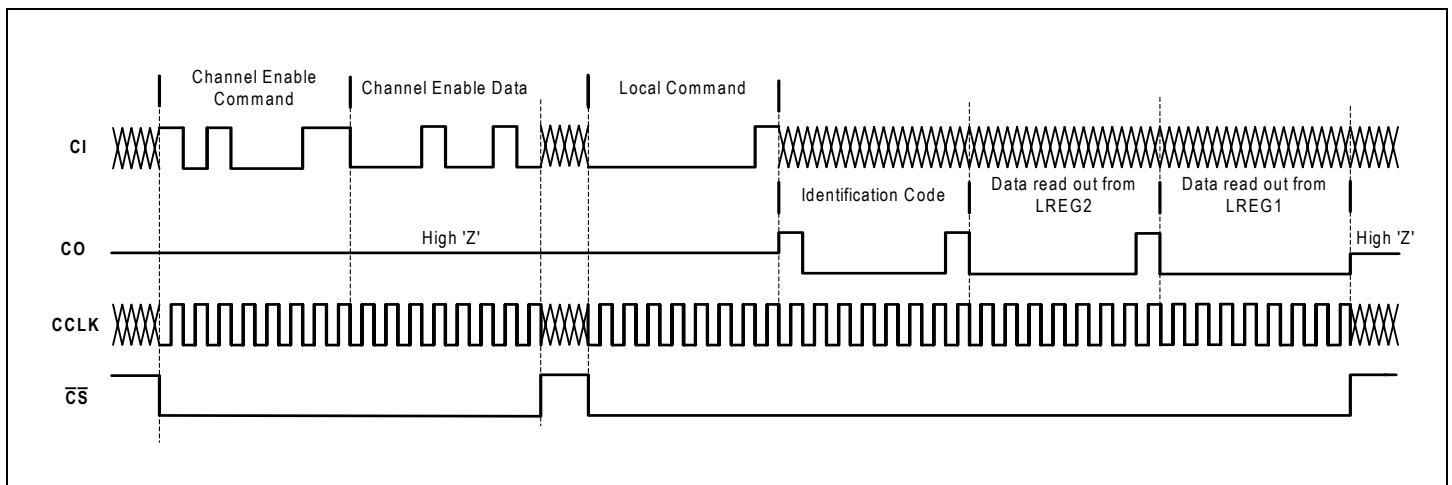 Channel Enable
Command
Channel Enable Data
Local Command
CI
Identification Code
Data read out from
LREG2
Data read out from
LREG1
High 'Z'
High 'Z'
CO
CCLK
CS